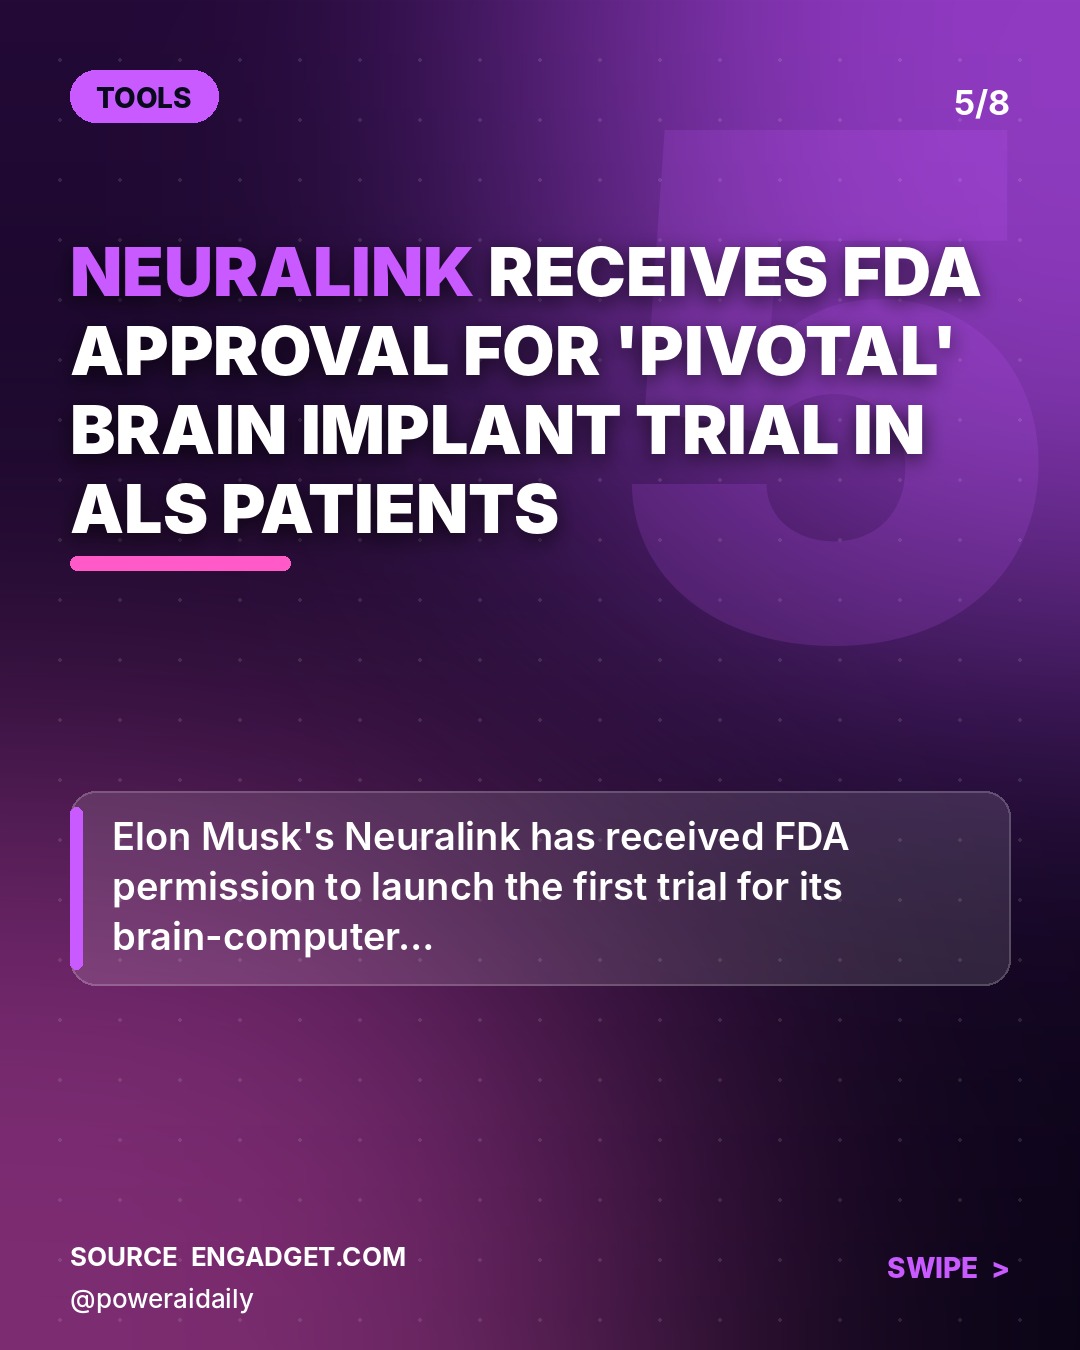 TOOLS
5/8
5
NEURALINK RECEIVES FDA
APPROVAL FOR 'PIVOTAL'
BRAIN IMPLANT TRIAL IN
ALS PATIENTS
Elon Musk's Neuralink has received FDA
permission to launch the first trial for its
brain-computer...
SOURCE ENGADGET.COM
@poweraidaily
SWIPE >